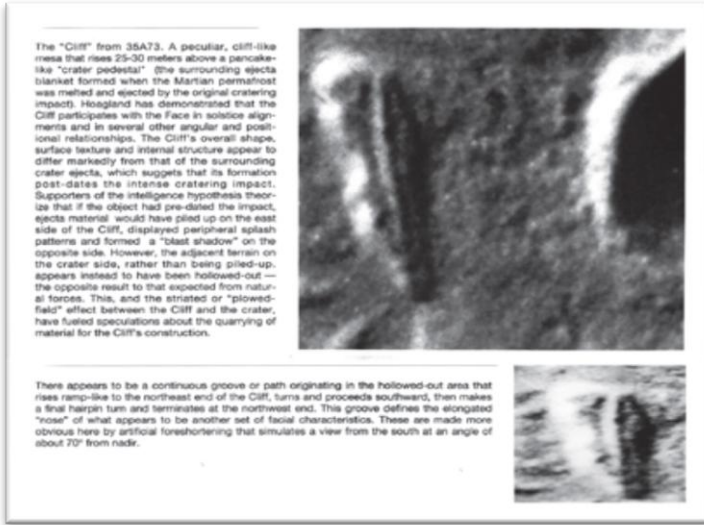 The "Cliff" from 35A73. A peculiar, cliff-like
mesa that rises 25-30 meters above a pancake-
like "crater pedestal" (the surrounding ejecta
blanket formed when the Martian permafrost
was melted and ejected by the original cratering
impact). Hoagland has demonstrated that the
Cliff participates with the Face in solstice align-
ments and in several other angular and posit-
ional relationships. The Cliff's overall shape,
surface texture and internal structure appear to
differ markedly from that of the surrounding
crater ejecta, which suggests that its formation
post-dates the intense cratering impact.
Supporters of the intelligence hypothesis theor-
ize that if the object had pre-dated the impact,
ejecta material would have piled up on the east
side of the Cliff, displayed peripheral splash
patterns and formed a "blast shadow" on the
opposite side. However, the adjacent terrain on
the crater side, rather than being piled-up,
appears instead to have been hollowed-out —
the opposite result to that expected from natur-
al forces. This, and the striated or "plowed-
field" effect between the Cliff and the crater,
have fueled speculations about the quarrying of
material for the Cliff's construction.
There appears to be a continuous groove or path originating in the hollowed-out area that
rises ramp-like to the northeast end of the Cliff, turns and proceeds southward, then makes
a final hairpin turn and terminates at the northwest end. This groove defines the elongated
"nose" of what appears to be another set of facial characteristics. These are made more
obvious here by artificial foreshortening that simulates a view from the south at an angle of
about 70° from nadir.